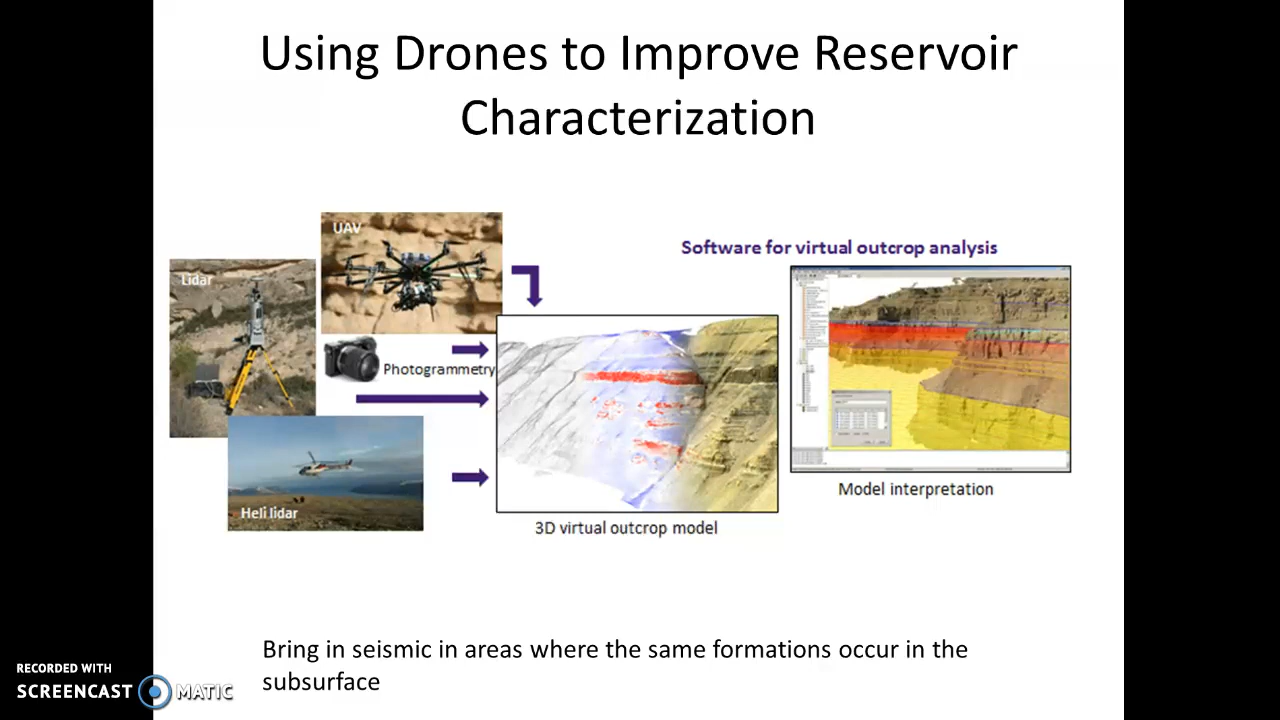 Using Drones to Improve Reservoir
Characterization
UAV
Lidar
Software for virtual outcrop analysis
Photogrammetry
Heli lidar
Model interpretation
3D virtual outcrop model
Bring in seismic in areas where the same formations occur in the
subsurface
RECORDED WITH
SCREENCAST MATIC